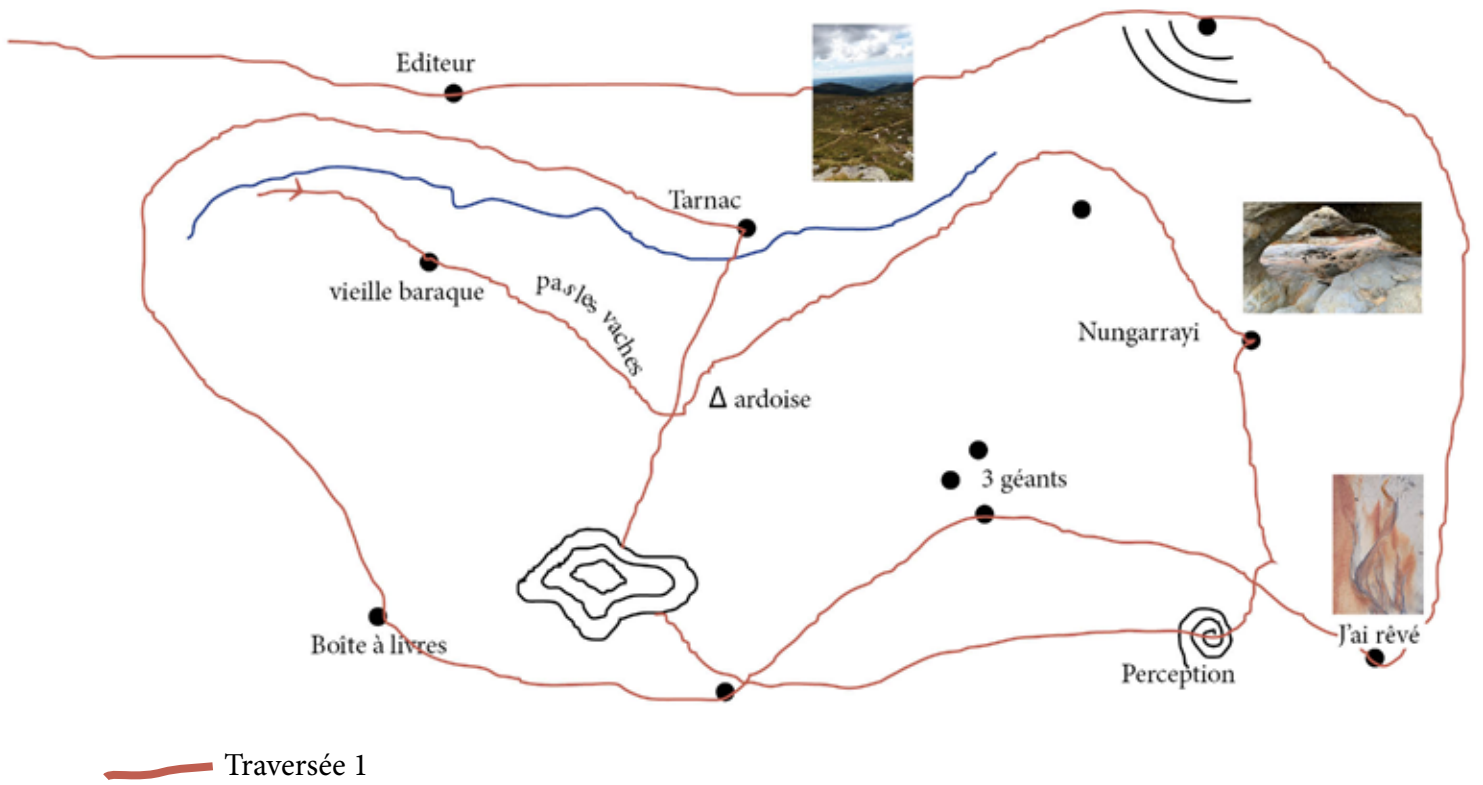 Editeur
Tarnac
vieille baraque
pas les vaches
Nungarrayi
Δ ardoise
3 géants
Boîte à livres
J'ai rêvé
Perception
Traversée 1